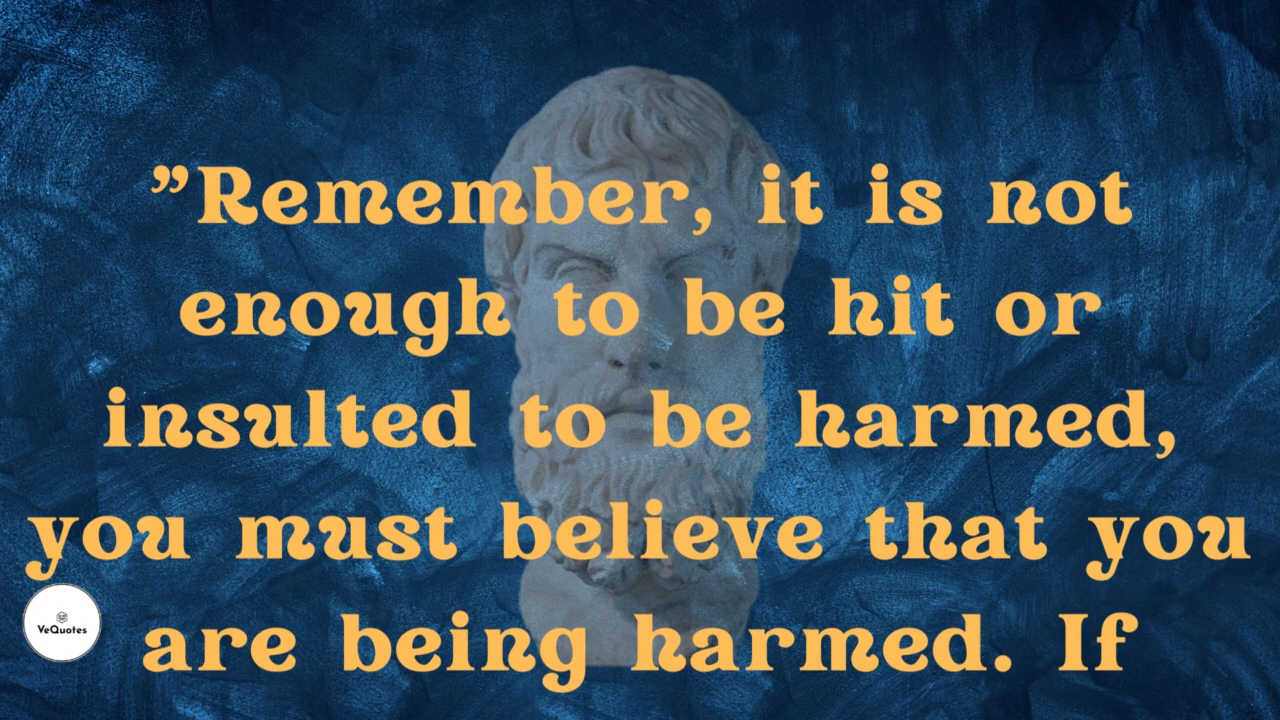 ”Remember, it is not
enough to be hit or
insulted to be harmed,
you must believe that you
are being harmed. If
VeQuotes